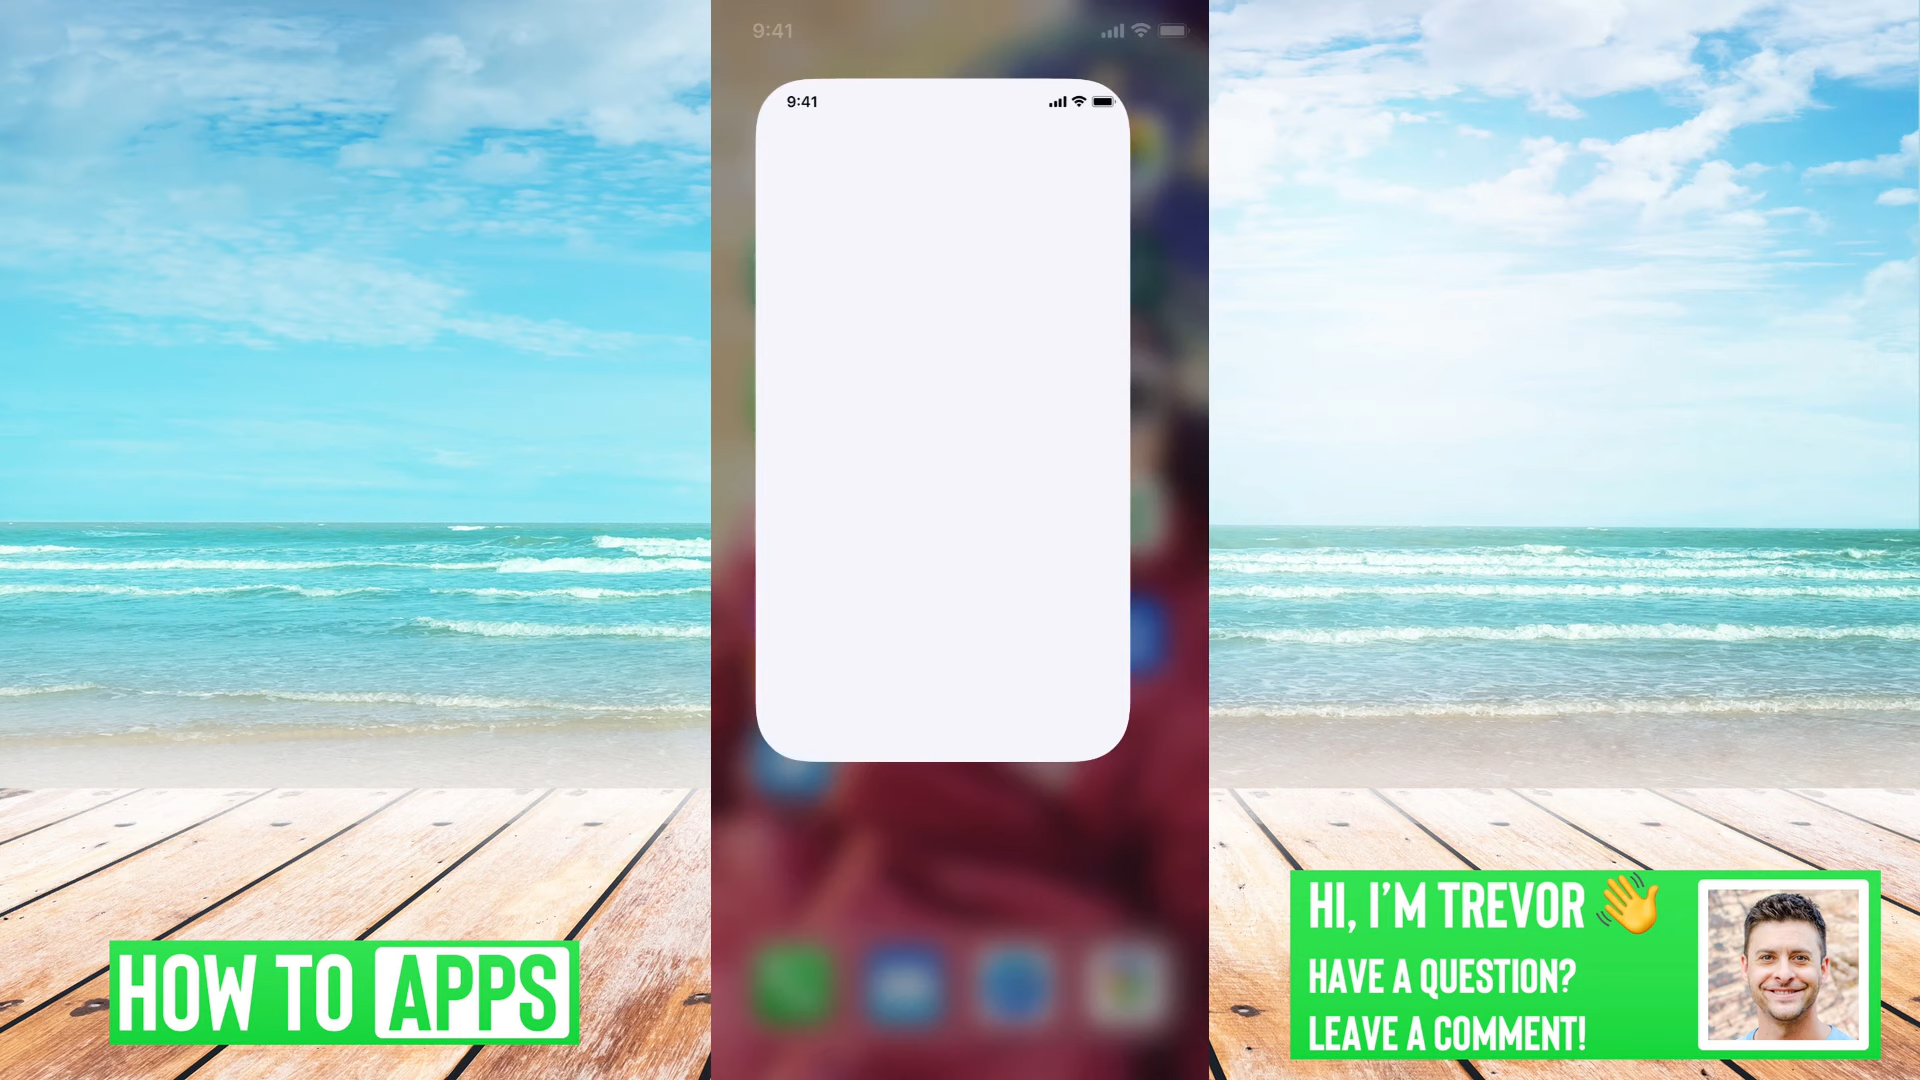 9:41
9:41
HOW TO APPS
HI, I'M TREVOR
HAVE A QUESTION?
LEAVE A COMMENT!